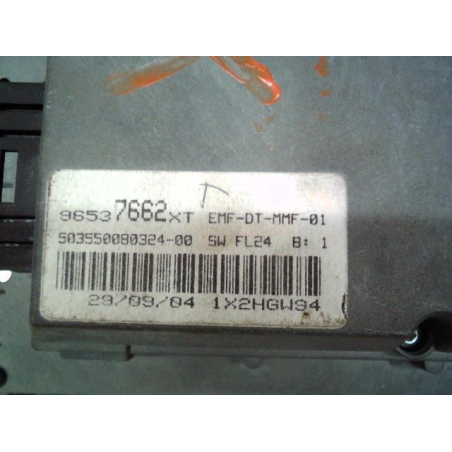 96537662XT EMF-DT-MMF-01
503550080324-00 SW FL24 B: 1
29/09/04 1X2HGW94